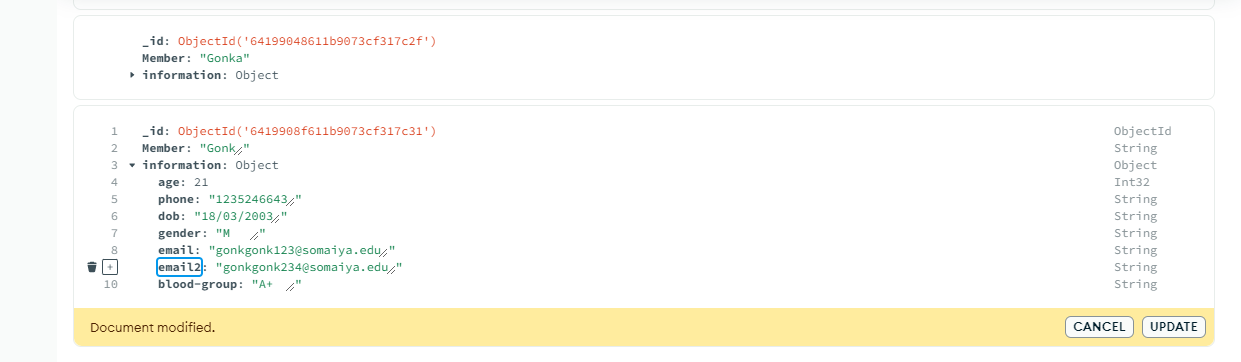 _id: ObjectId('64199048611b9073cf317c2f')
Member: "Gonka"
information: Object
1 _id: ObjectId('6419908f611b9073cf317c31') ObjectId
2 Member: "Gonk" String
3 information: Object Object
4 age: 21 Int32
5 phone: "1235246643" String
6 dob: "18/03/2003" String
7 gender: "M" String
8 email: "gonkgonk123@somaiya.edu" String
+ email2: "gonkgonk234@somaiya.edu" String
10 blood-group: "A+" String
Document modified. CANCEL UPDATE